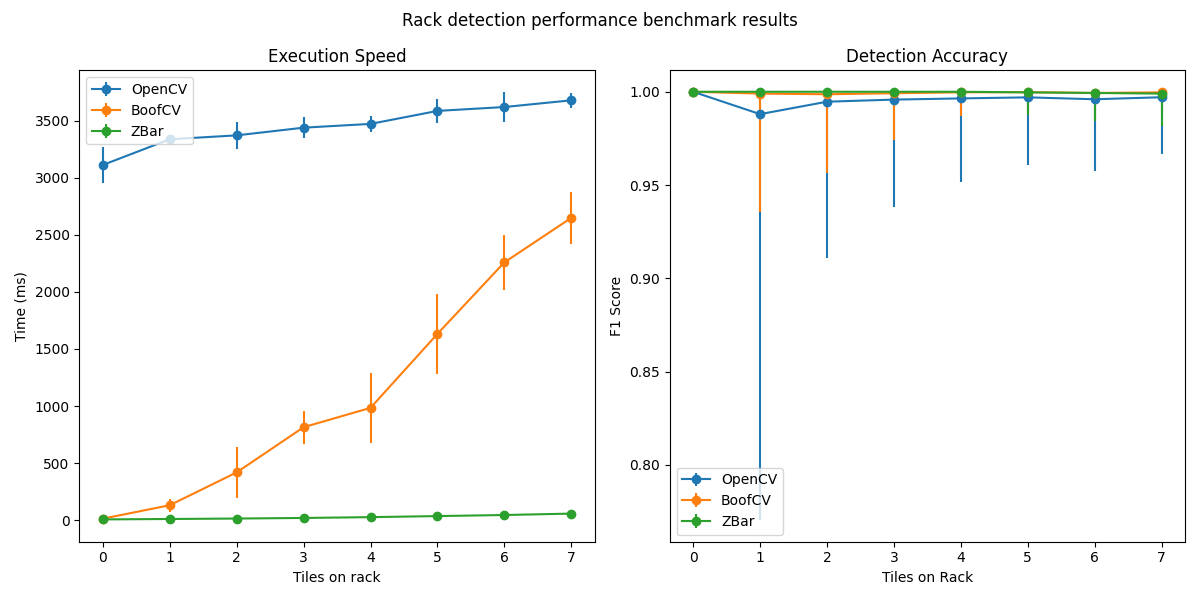 Rack detection performance benchmark results
Execution Speed
OpenCV
BoofCV
ZBar
Time (ms)
3500
3000
2500
2000
1500
1000
500
0
0 1 2 3 4 5 6 7
Tiles on rack
Detection Accuracy
F1 Score
1.00
0.95
0.90
0.85
0.80
OpenCV
BoofCV
ZBar
0 1 2 3 4 5 6 7
Tiles on Rack